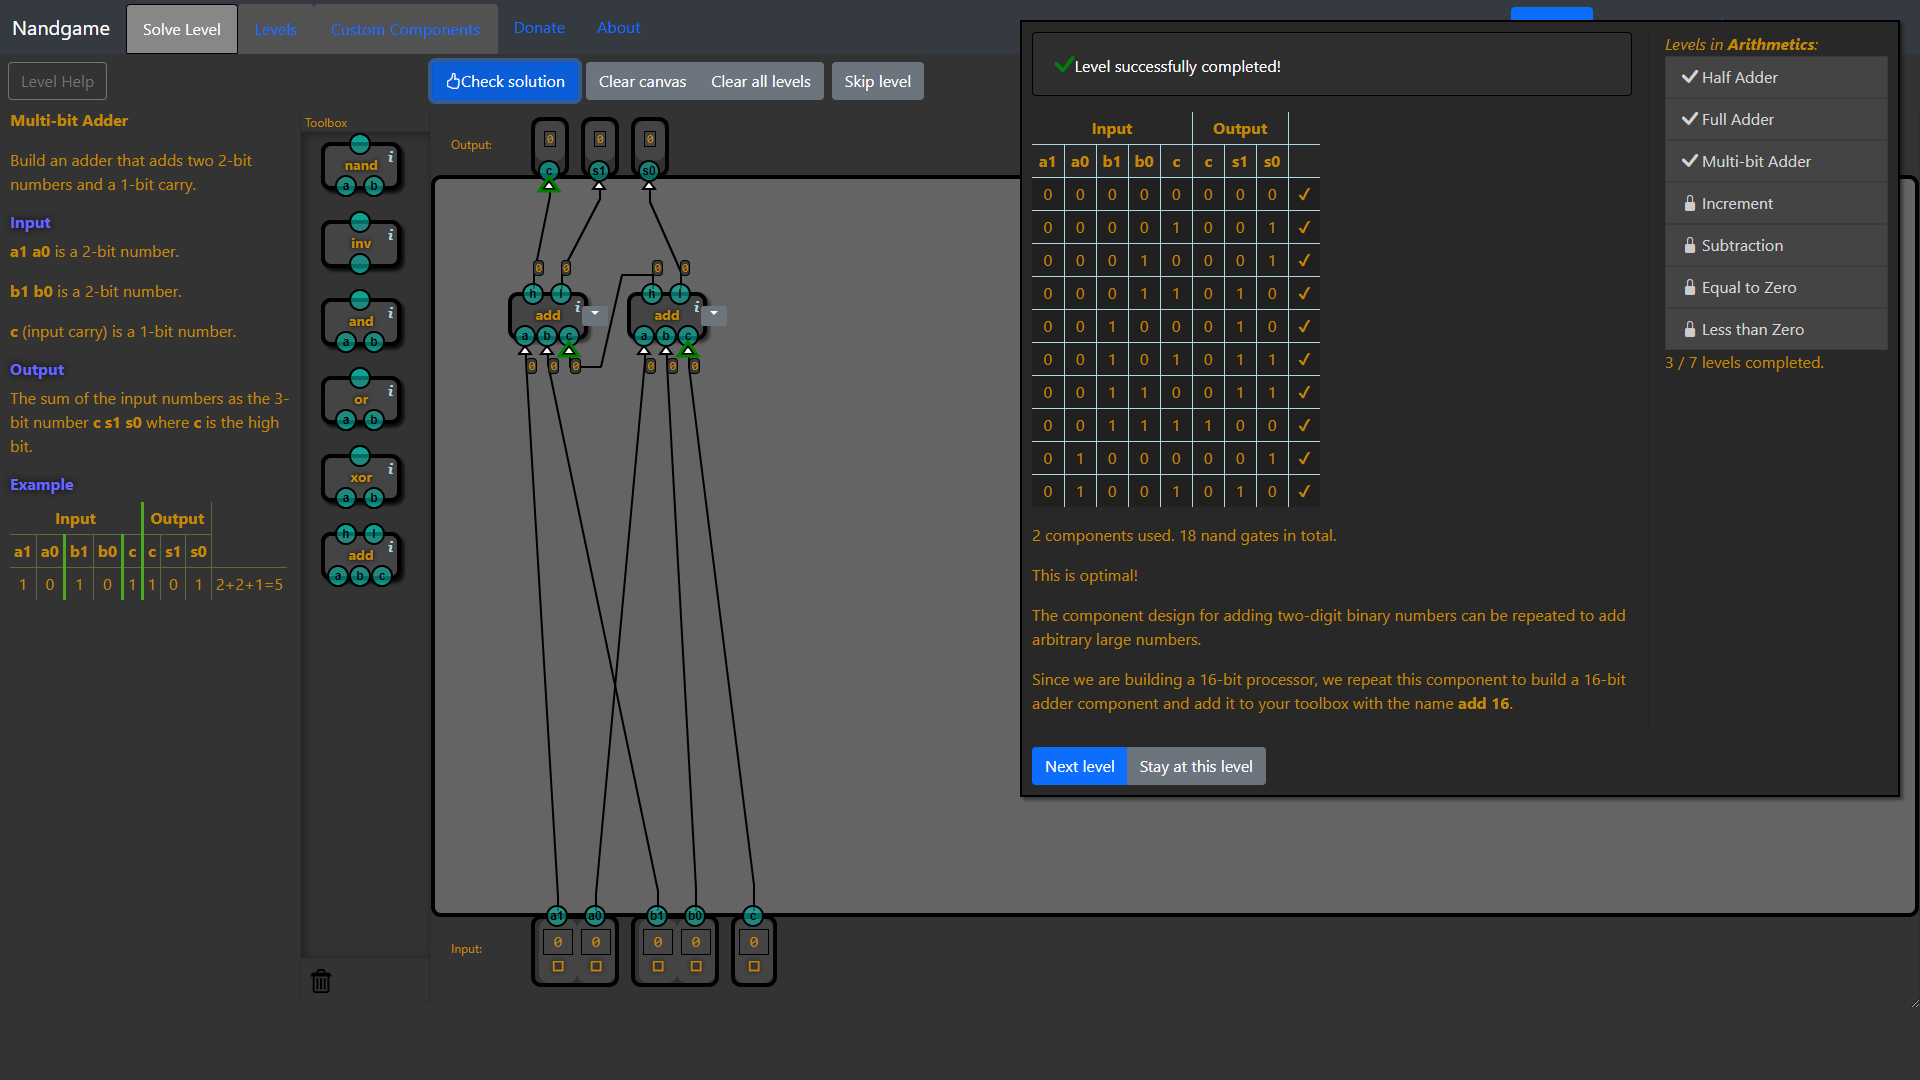 Nandgame
Solve Level
Levels
Custom Components
Donate
About
Level Help
Check solution
Clear canvas
Clear all levels
Skip level
Multi-bit Adder
Build an adder that adds two 2-bit
numbers and a 1-bit carry.
Input
a1 a0 is a 2-bit number.
b1 b0 is a 2-bit number.
c (input carry) is a 1-bit number.
Output
The sum of the input numbers as the 3-
bit number c s1 s0 where c is the high
bit.
Example
Input Output
a1 a0 b1 b0 c c s1 s0
1 0 1 0 1 1 0 1 2+2+1=5
Toolbox
nand i
a b
inv i
and i
a b
or i
a b
xor i
a b
h l
add i
a b c
Output:
0 0 0
c s1 s0
0 0 0 0
h l h l
add i add i
a b c a b c
0 0 0 0 0 0
a1 a0 b1 b0 c
Input:
0 0 0 0 0
Level successfully completed!
Input Output
a1 a0 b1 b0 c c s1 s0
0 0 0 0 0 0 0 0 ✓
0 0 0 0 1 0 0 1 ✓
0 0 0 1 0 0 0 1 ✓
0 0 0 1 1 0 1 0 ✓
0 0 1 0 0 0 1 0 ✓
0 0 1 0 1 0 1 1 ✓
0 0 1 1 0 0 1 1 ✓
0 0 1 1 1 1 0 0 ✓
0 1 0 0 0 0 0 1 ✓
0 1 0 0 1 0 1 0 ✓
2 components used. 18 nand gates in total.
This is optimal!
The component design for adding two-digit binary numbers can be repeated to add
arbitrary large numbers.
Since we are building a 16-bit processor, we repeat this component to build a 16-bit
adder component and add it to your toolbox with the name add 16.
Next level
Stay at this level
Levels in Arithmetics:
Half Adder
Full Adder
Multi-bit Adder
Increment
Subtraction
Equal to Zero
Less than Zero
3 / 7 levels completed.